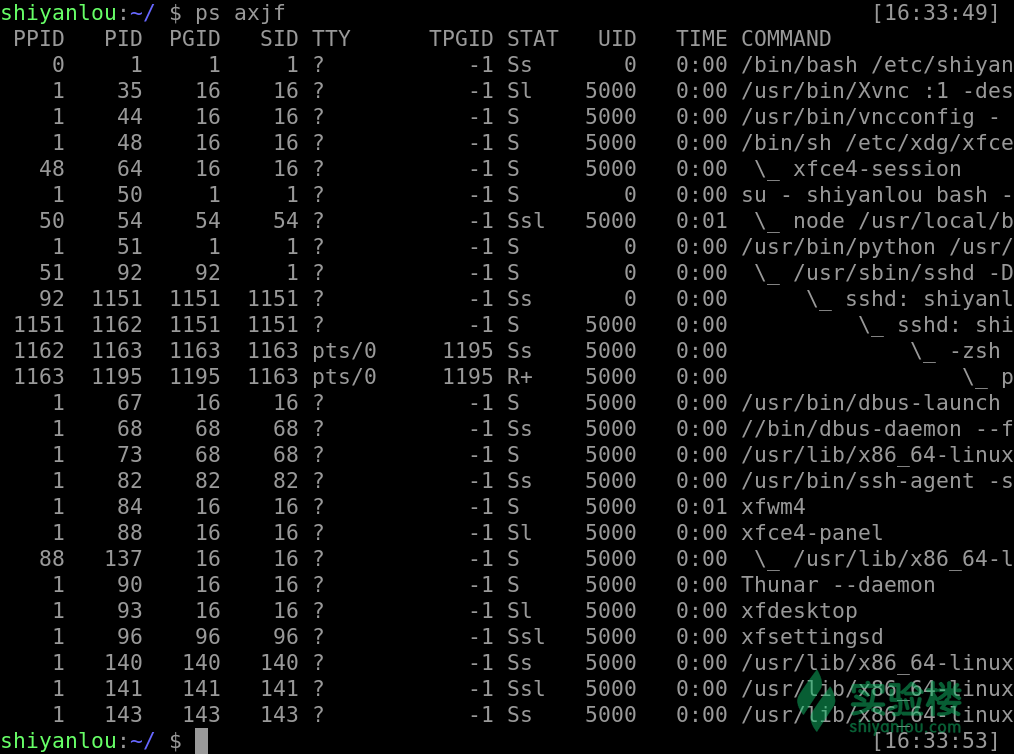 shiyanlou:~/ $ ps axjf [16:33:49]
PPID PID PGID SID TTY TPGID STAT UID TIME COMMAND
0 1 1 1 ? -1 Ss 0 0:00 /bin/bash /etc/shiyan
1 35 16 16 ? -1 Sl 5000 0:00 /usr/bin/Xvnc :1 -des
1 44 16 16 ? -1 S 5000 0:00 /usr/bin/vncconfig -
1 48 16 16 ? -1 S 5000 0:00 /bin/sh /etc/xdg/xfce
48 64 16 16 ? -1 S 5000 0:00 \_ xfce4-session
1 50 1 1 ? -1 S 0 0:00 su - shiyanlou bash -
50 54 54 54 ? -1 Ssl 5000 0:01 \_ node /usr/local/b
1 51 1 1 ? -1 S 0 0:00 /usr/bin/python /usr/
51 92 92 1 ? -1 S 0 0:00 \_ /usr/sbin/sshd -D
92 1151 1151 1151 ? -1 Ss 0 0:00 \_ sshd: shiyanl
1151 1162 1151 1151 ? -1 S 5000 0:00 \_ sshd: shi
1162 1163 1163 1163 pts/0 1195 Ss 5000 0:00 \_ -zsh
1163 1195 1195 1163 pts/0 1195 R+ 5000 0:00 \_ p
1 67 16 16 ? -1 S 5000 0:00 /usr/bin/dbus-launch
1 68 68 68 ? -1 Ss 5000 0:00 //bin/dbus-daemon --f
1 73 68 68 ? -1 S 5000 0:00 /usr/lib/x86_64-linux
1 82 82 82 ? -1 Ss 5000 0:00 /usr/bin/ssh-agent -s
1 84 16 16 ? -1 S 5000 0:01 xfwm4
1 88 16 16 ? -1 Sl 5000 0:00 xfce4-panel
88 137 16 16 ? -1 S 5000 0:00 \_ /usr/lib/x86_64-l
1 90 16 16 ? -1 S 5000 0:00 Thunar --daemon
1 93 16 16 ? -1 Sl 5000 0:00 xfdesktop
1 96 96 96 ? -1 Ssl 5000 0:00 xfsettingsd
1 140 140 140 ? -1 Ss 5000 0:00 /usr/lib/x86_64-linux
1 141 141 141 ? -1 Ssl 5000 0:00 /usr/lib/x86_64-linux
1 143 143 143 ? -1 Ss 5000 0:00 /usr/lib/x86_64-linux
实验楼
shiyanlou.com
shiyanlou:~/ $ [16:33:53]